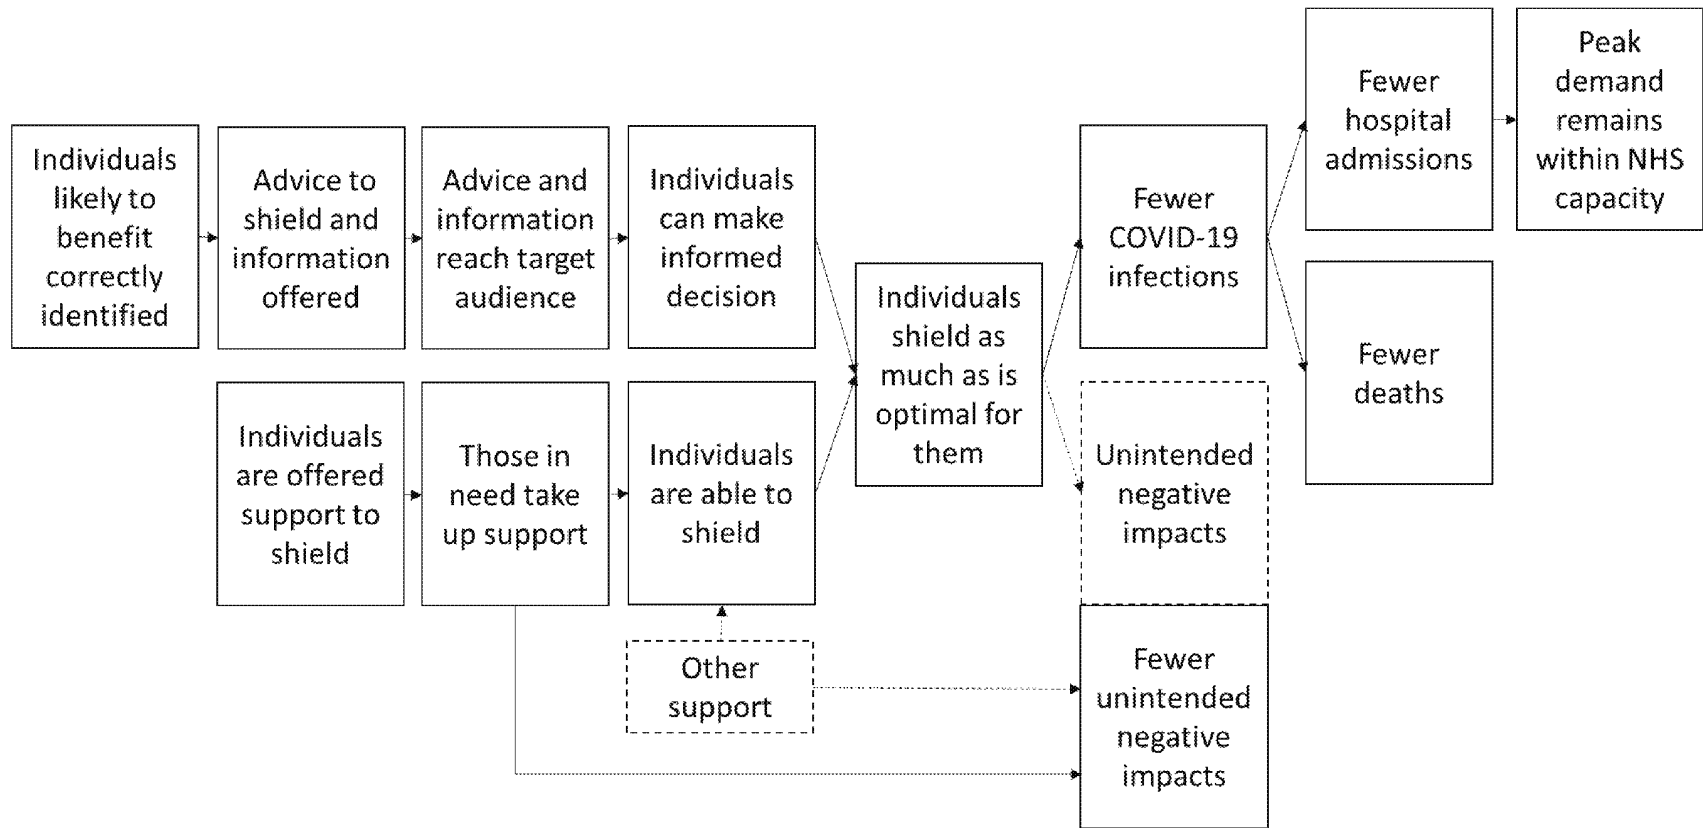 Individuals
likely to
benefit
correctly
identified
Advice to
shield and
information
offered
Advice and
information
reach target
audience
Individuals
can make
informed
decision
Individuals
are offered
support to
shield
Those in
need take
up support
Individuals
are able to
shield
Other
support
Individuals
shield as
much as is
optimal for
them
Fewer
COVID-19
infections
Unintended
negative
impacts
Fewer
unintended
negative
impacts
Fewer
hospital
admissions
Peak
demand
remains
within NHS
capacity
Fewer
deaths